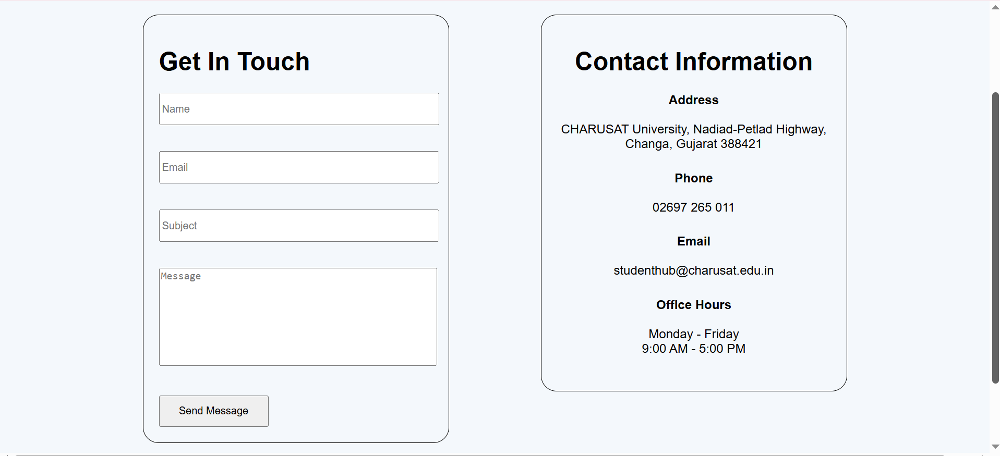 Get In Touch
Name
Email
Subject
Message
Send Message
Contact Information
Address
CHARUSAT University, Nadiad-Petlad Highway,
Changa, Gujarat 388421
Phone
02697 265 011
Email
studenthub@charusat.edu.in
Office Hours
Monday - Friday
9:00 AM - 5:00 PM